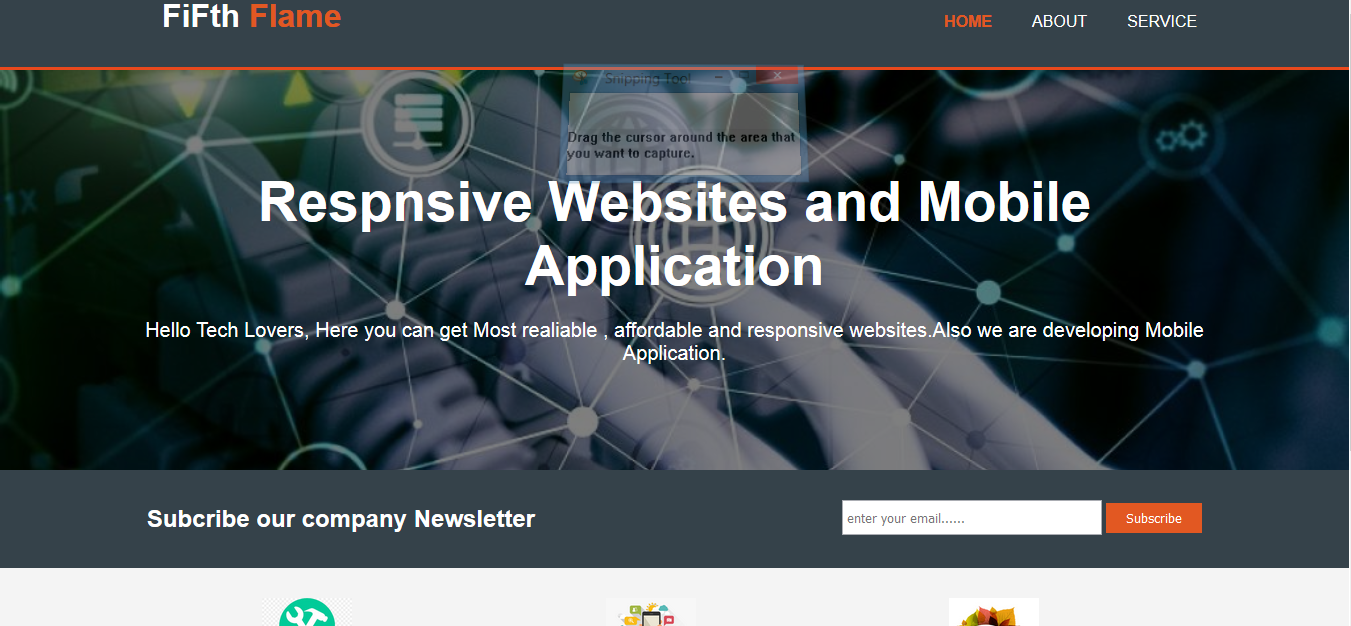 FiFth Flame
HOME ABOUT SERVICE
Snipping Tool
Drag the cursor around the area that
you want to capture.
Respnsive Websites and Mobile
Application
Hello Tech Lovers, Here you can get Most realiable , affordable and responsive websites.Also we are developing Mobile
Application.
Subcribe our company Newsletter
enter your email......
Subscribe